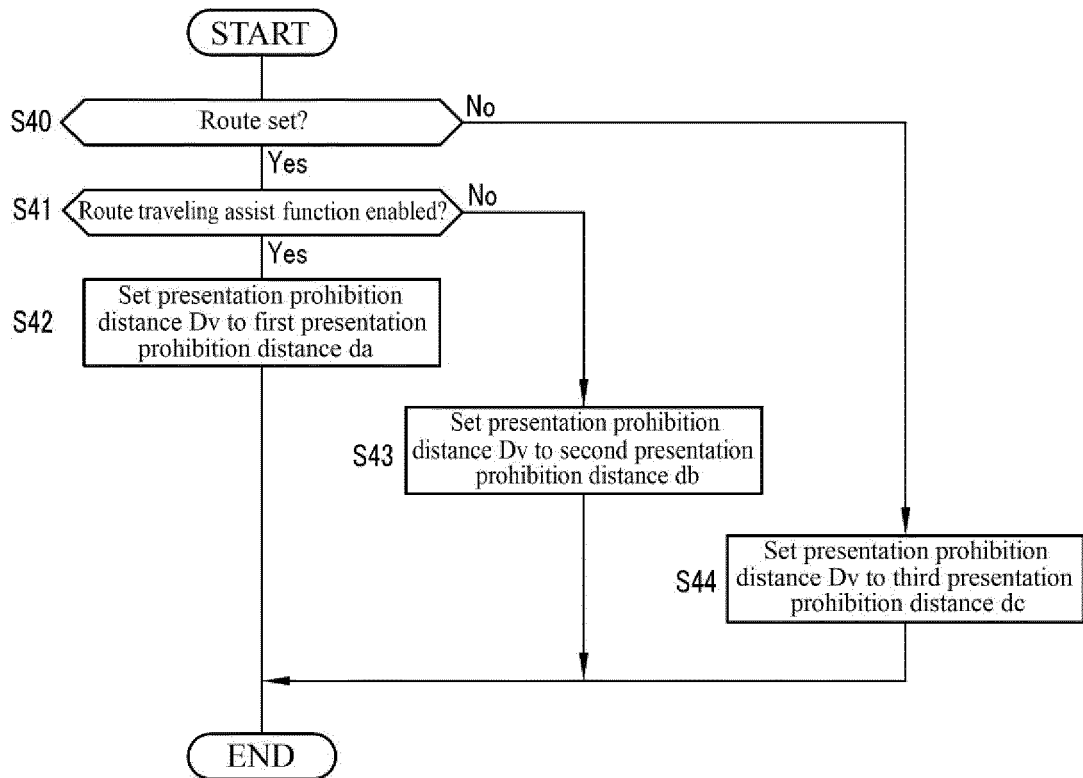 START
S40
Route set?
No
Yes
S41
Route traveling assist function enabled?
No
Yes
S42
Set presentation prohibition
distance Dv to first presentation
prohibition distance da
S43
Set presentation prohibition
distance Dv to second presentation
prohibition distance db
S44
Set presentation prohibition
distance Dv to third presentation
prohibition distance dc
END